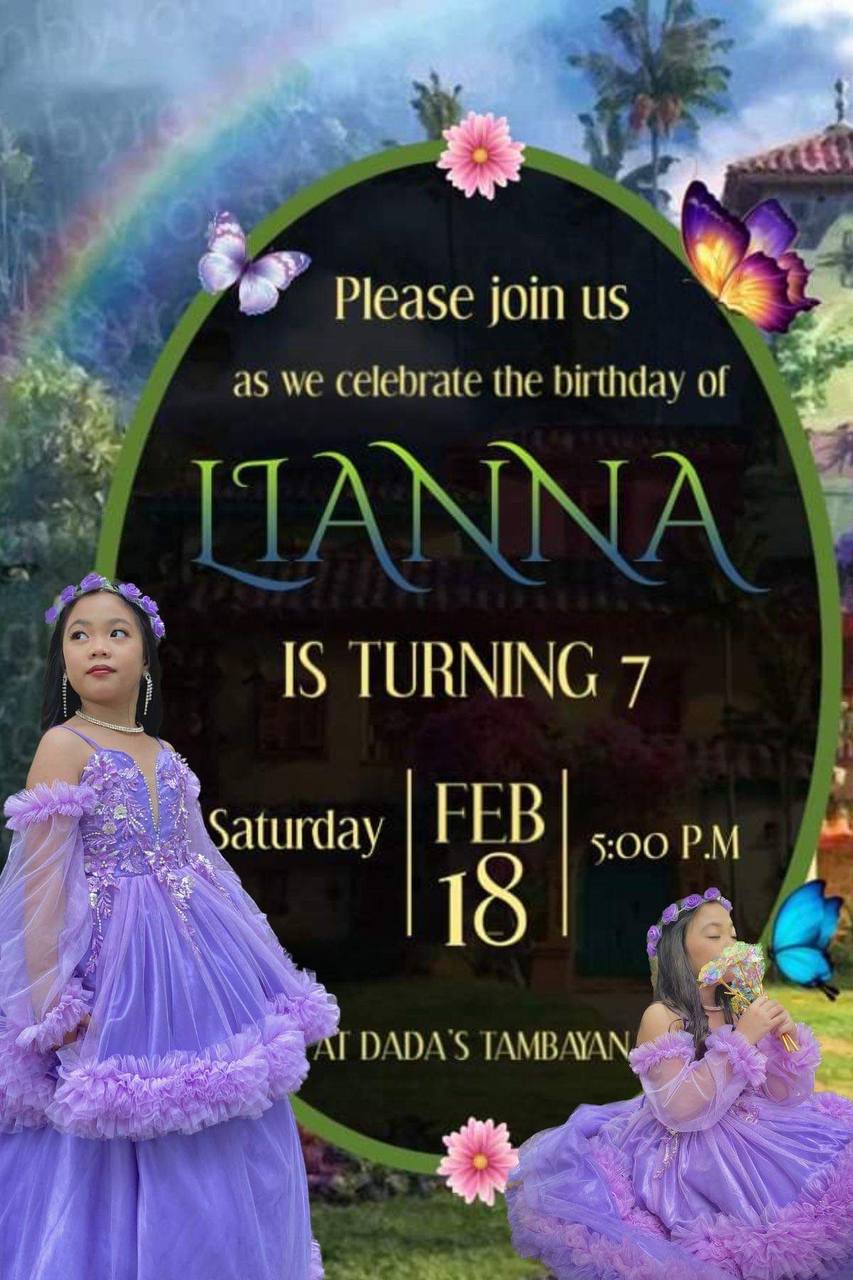 Please join us
as we celebrate the birthday of
LIANNA
IS TURNING 7
Saturday
FEB
18
5:00 P.M
AT DADA'S TAMBAYAN